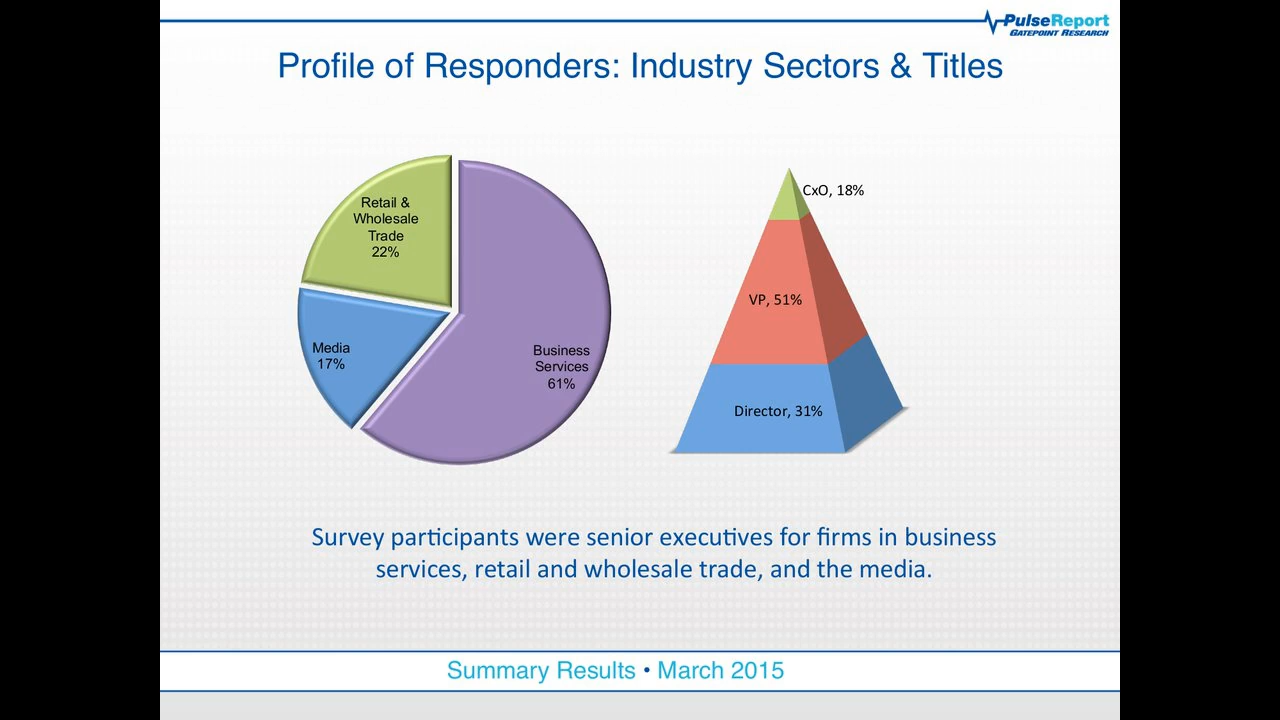 PulseReport
GATEPOINT RESEARCH
Profile of Responders: Industry Sectors & Titles
Retail &
Wholesale
Trade
22%
Media
17%
Business
Services
61%
CxO, 18%
VP, 51%
Director, 31%
Survey participants were senior executives for firms in business
services, retail and wholesale trade, and the media.
Summary Results • March 2015